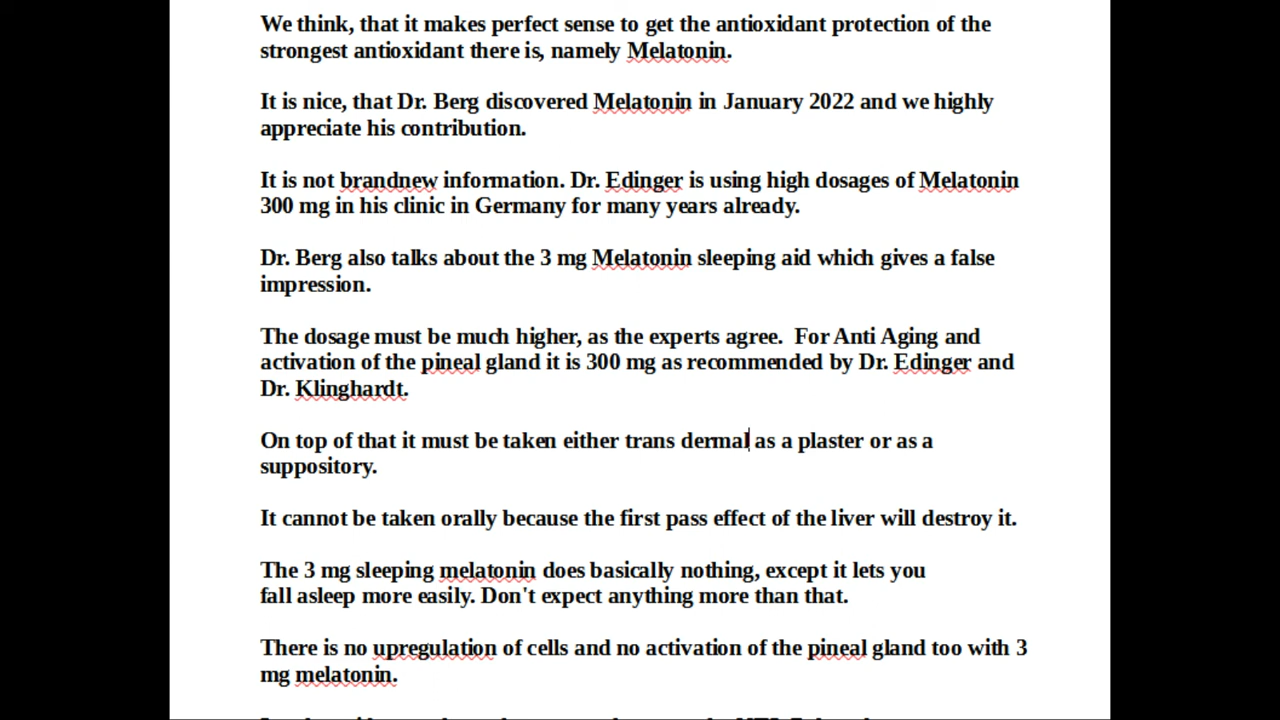 We think, that it makes perfect sense to get the antioxidant protection of the
strongest antioxidant there is, namely Melatonin.
It is nice, that Dr. Berg discovered Melatonin in January 2022 and we highly
appreciate his contribution.
It is not brandnew information. Dr. Edinger is using high dosages of Melatonin
300 mg in his clinic in Germany for many years already.
Dr. Berg also talks about the 3 mg Melatonin sleeping aid which gives a false
impression.
The dosage must be much higher, as the experts agree.  For Anti Aging and
activation of the pineal gland it is 300 mg as recommended by Dr. Edinger and
Dr. Klinghardt.
On top of that it must be taken either trans dermal as a plaster or as a
suppository.
It cannot be taken orally because the first pass effect of the liver will destroy it.
The 3 mg sleeping melatonin does basically nothing, except it lets you
fall asleep more easily. Don't expect anything more than that.
There is no upregulation of cells and no activation of the pineal gland too with 3
mg melatonin.